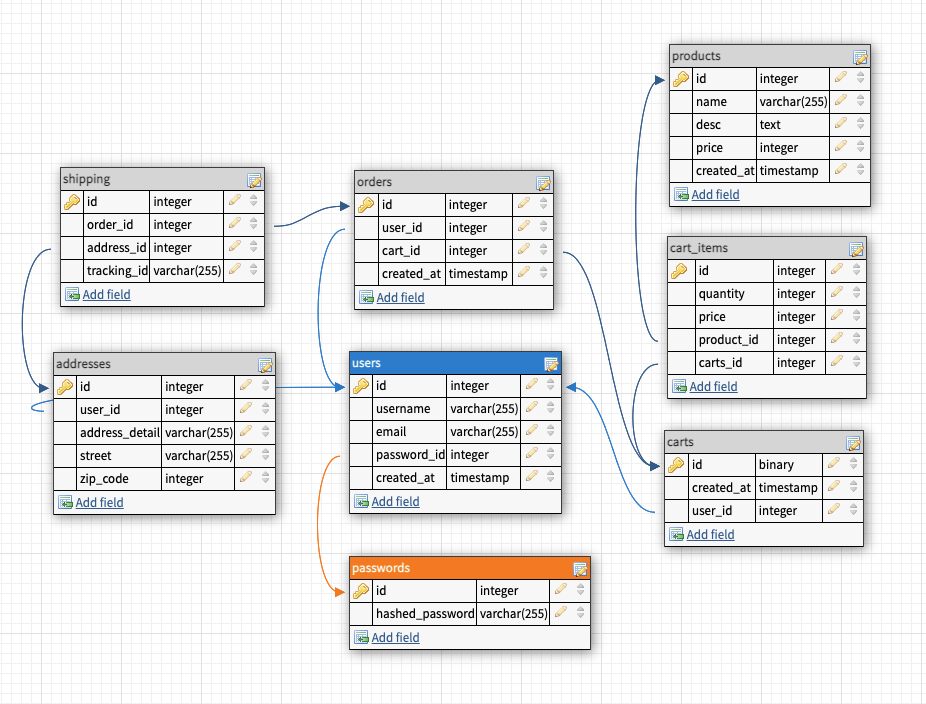 products
id integer
name varchar(255)
desc text
price integer
created_at timestamp
Add field
shipping
id integer
order_id integer
address_id integer
tracking_id varchar(255)
Add field
orders
id integer
user_id integer
cart_id integer
created_at timestamp
Add field
cart_items
id integer
quantity integer
price integer
product_id integer
carts_id integer
Add field
addresses
id integer
user_id integer
address_detail varchar(255)
street varchar(255)
zip_code integer
Add field
users
id integer
username varchar(255)
email varchar(255)
password_id integer
created_at timestamp
Add field
carts
id binary
created_at timestamp
user_id integer
Add field
passwords
id integer
hashed_password varchar(255)
Add field